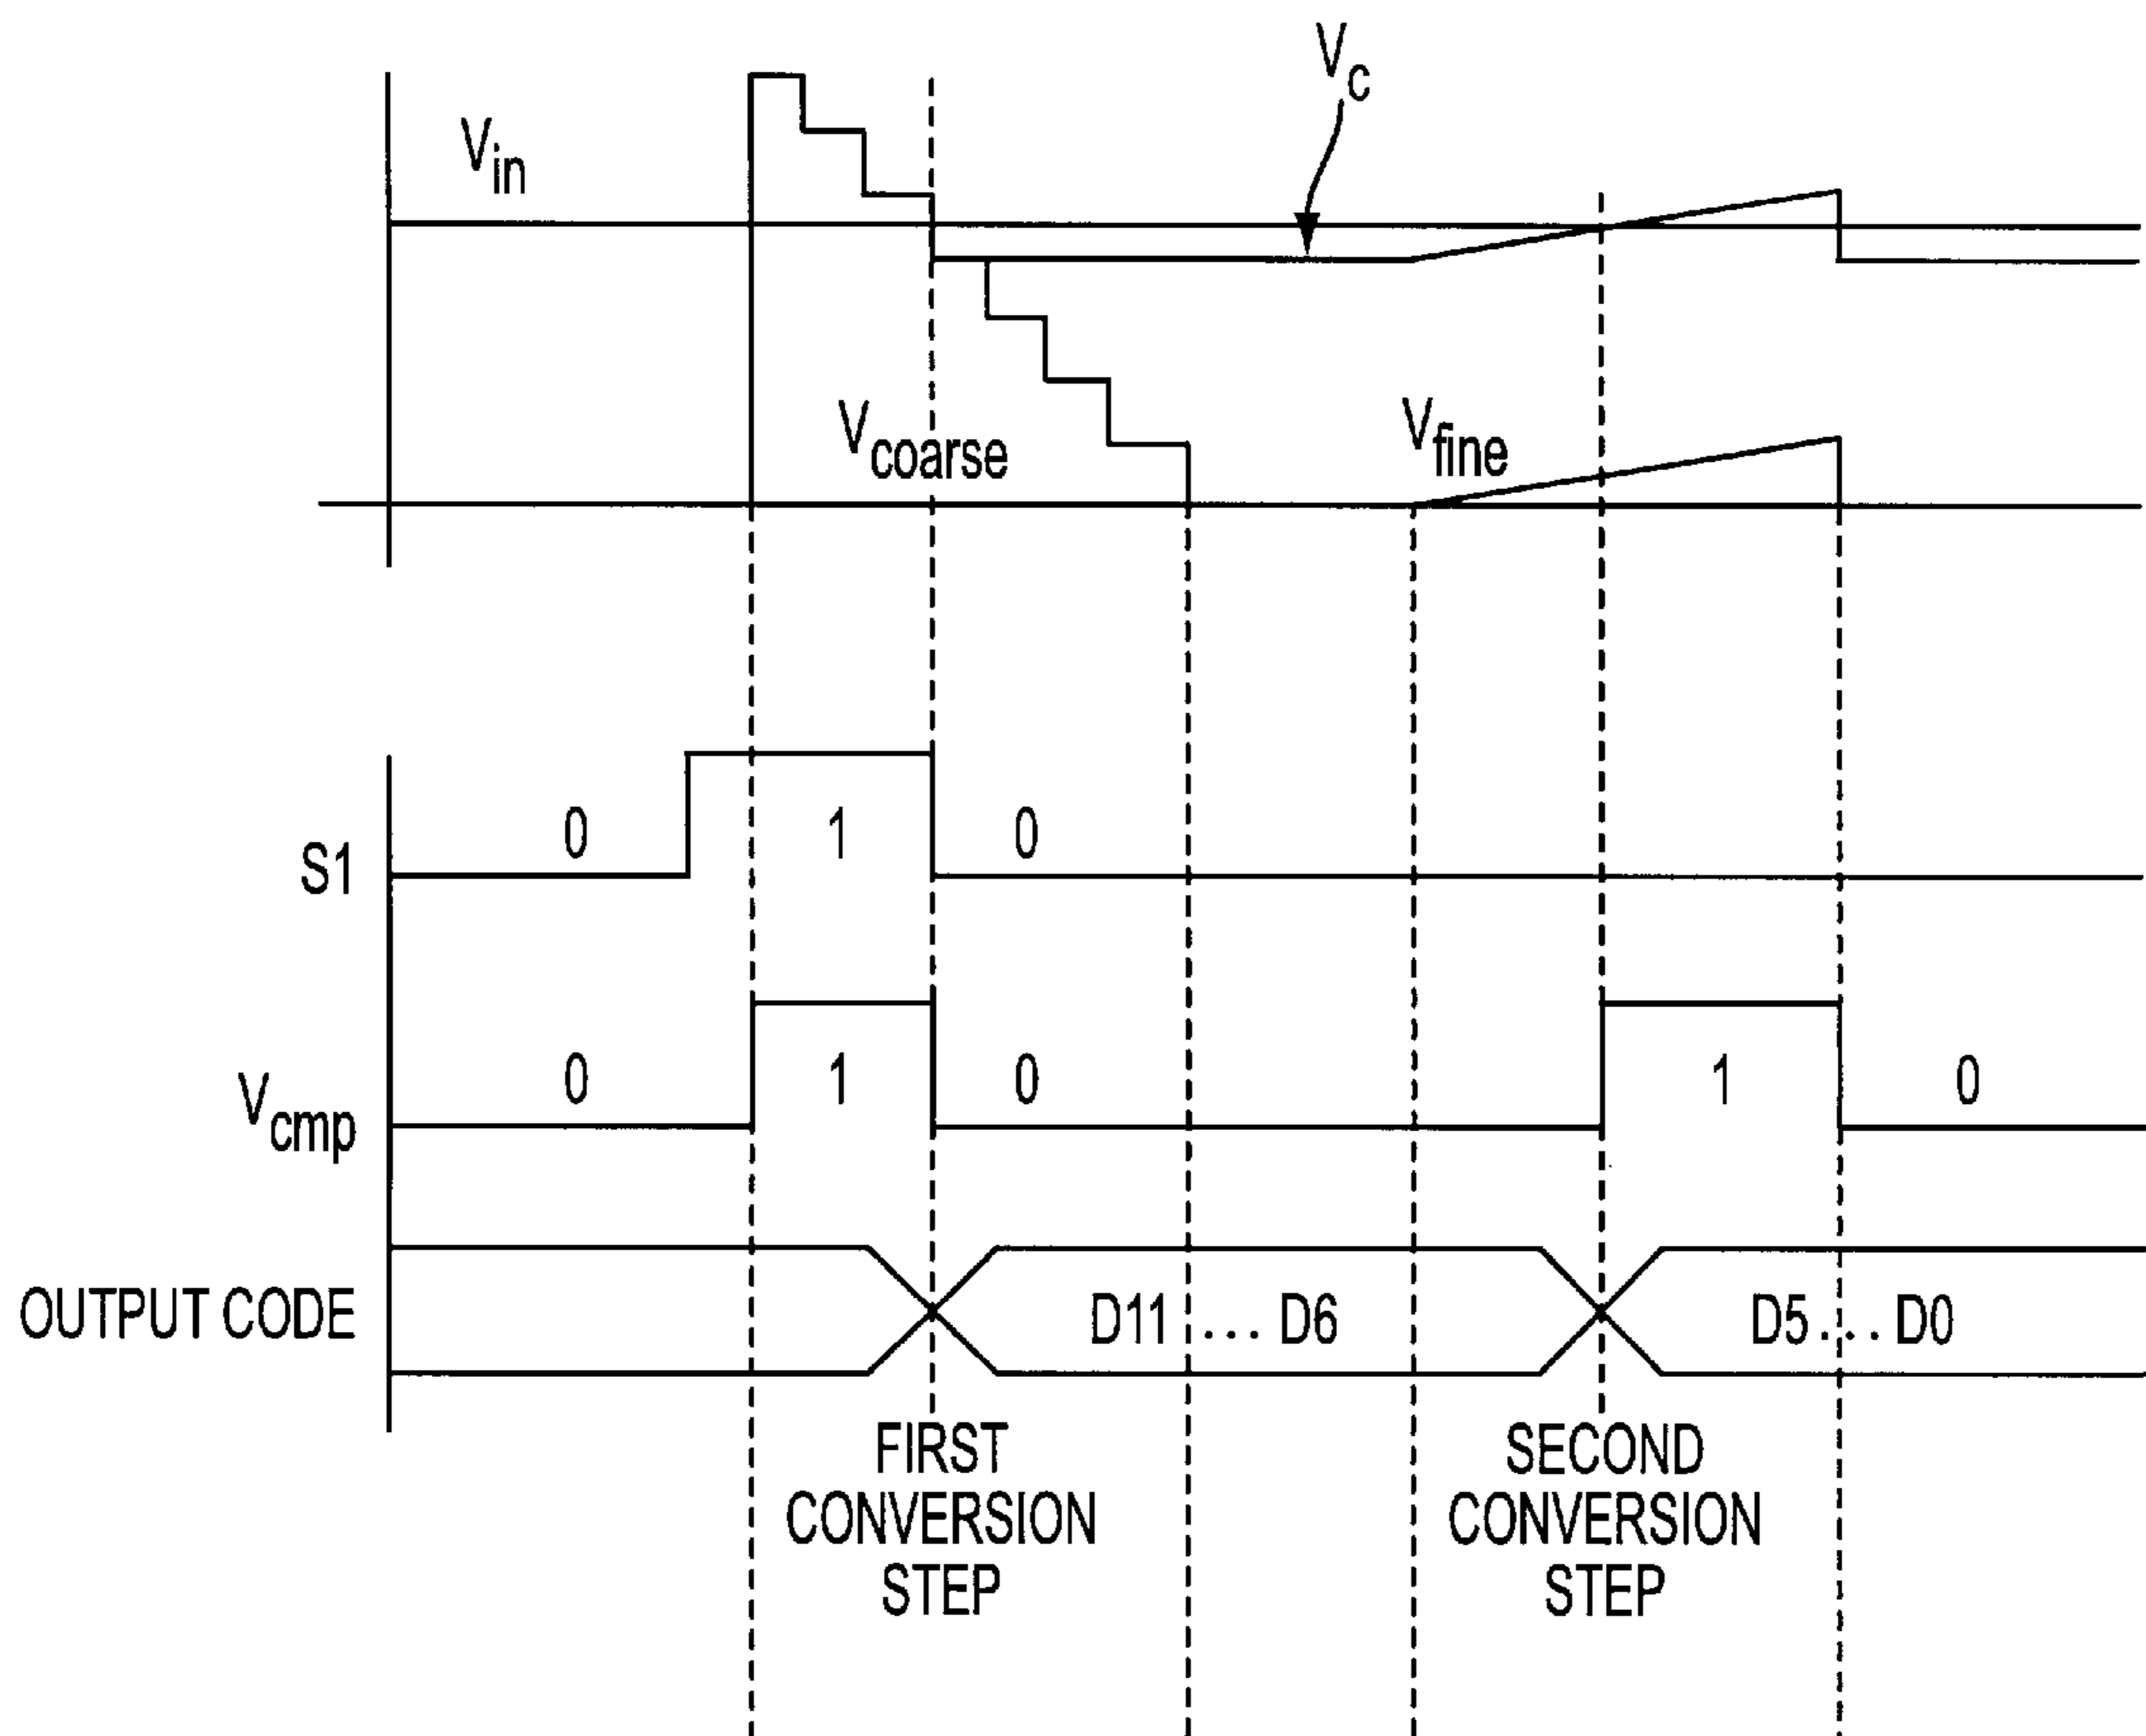 Vc
Vin
Vcoarse
Vfine
S1 0 1 0
Vcmp 0 1 0 1 0
OUTPUT CODE D11 ... D6 D5 ... D0
FIRST CONVERSION STEP
SECOND CONVERSION STEP